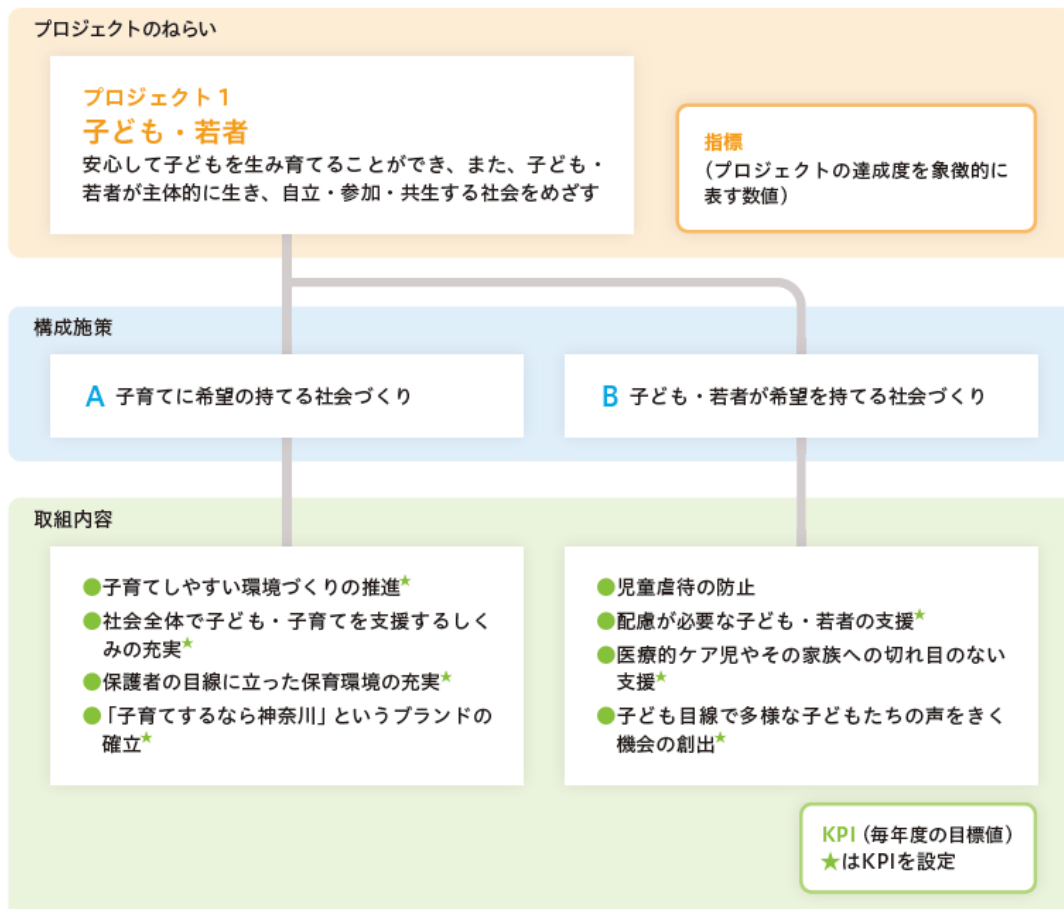 プロジェクトのねらい
プロジェクト1
子ども・若者
安心して子どもを生み育てることができ、また、子ども・
若者が主体的に生き、自立・参加・共生する社会をめざす
指標
(プロジェクトの達成度を象徴的に
表す数値)
構成施策
A 子育てに希望の持てる社会づくり
B 子ども・若者が希望を持てる社会づくり
取組内容
●子育てしやすい環境づくりの推進★
●社会全体で子ども・子育てを支援するしく
みの充実★
●保護者の目線に立った保育環境の充実★
●「子育てするなら神奈川」というブランドの
確立★
●児童虐待の防止
●配慮が必要な子ども・若者の支援★
●医療的ケア児やその家族への切れ目のない
支援★
●子ども目線で多様な子どもたちの声をきく
機会の創出★
KPI(毎年度の目標値)
★はKPIを設定